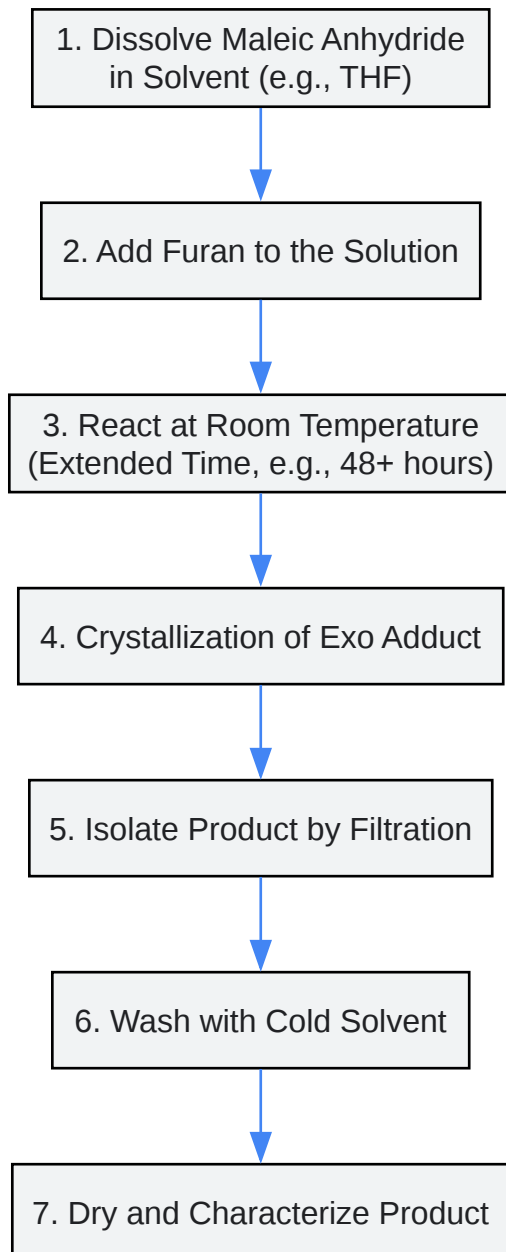 1. Dissolve Maleic Anhydride
in Solvent (e.g., THF)
2. Add Furan to the Solution
3. React at Room Temperature
(Extended Time, e.g., 48+ hours)
4. Crystallization of Exo Adduct
5. Isolate Product by Filtration
6. Wash with Cold Solvent
7. Dry and Characterize Product